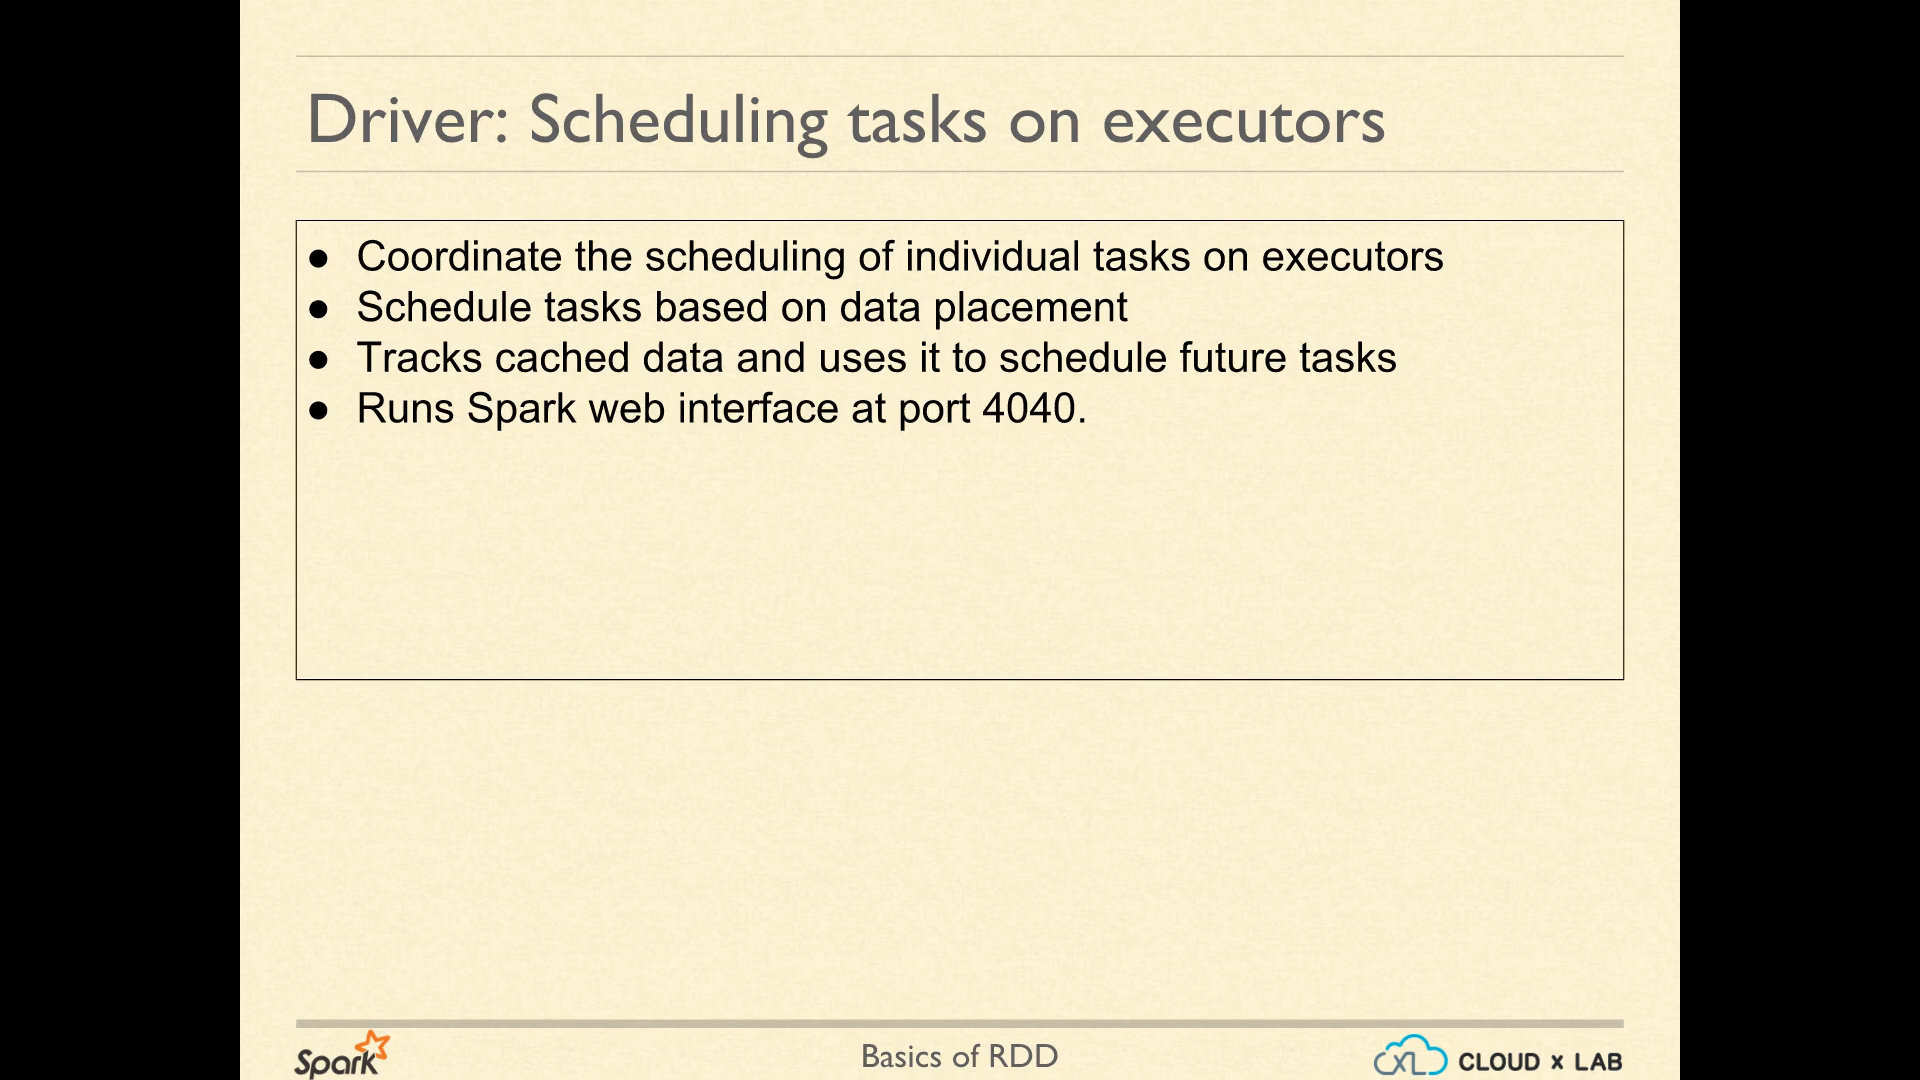 Driver: Scheduling tasks on executors
● Coordinate the scheduling of individual tasks on executors
● Schedule tasks based on data placement
● Tracks cached data and uses it to schedule future tasks
● Runs Spark web interface at port 4040.
Spark
Basics of RDD
CXL CLOUD x LAB